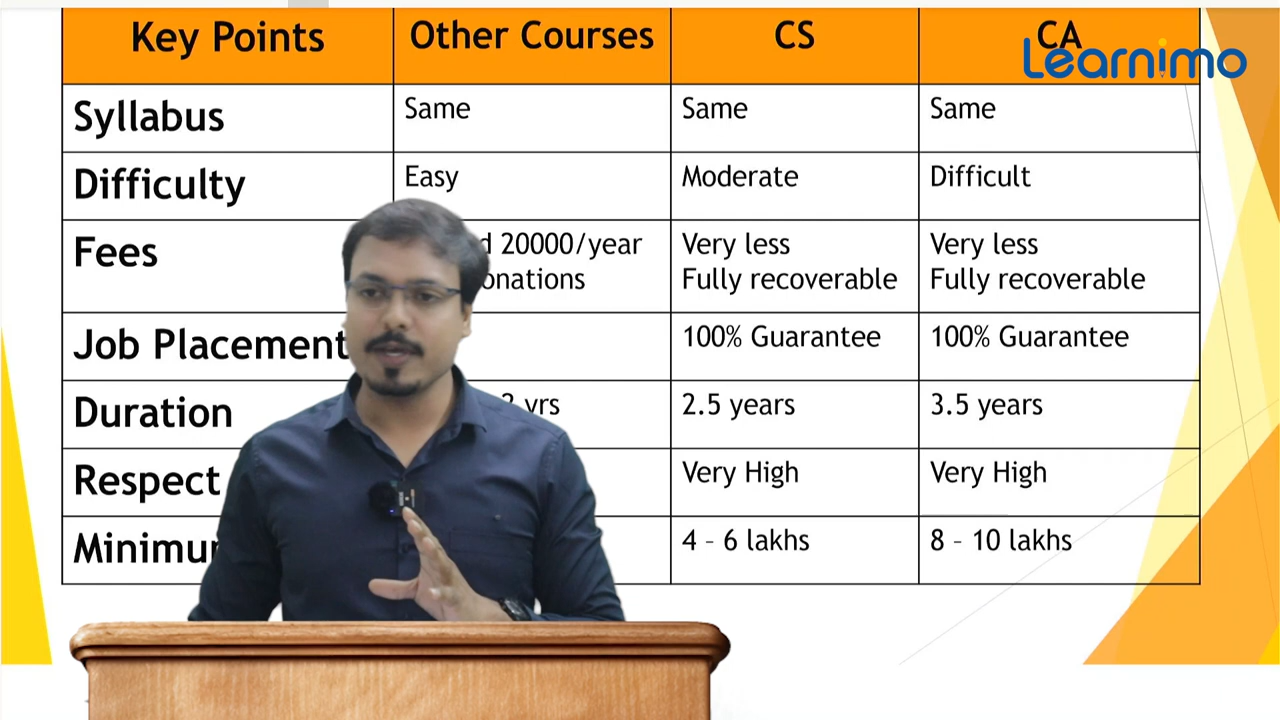 Key Points Other Courses CS CA
Learnimo
Syllabus Same Same Same
Difficulty Easy Moderate Difficult
Fees 20000/year Very less Very less
Fully recoverable Fully recoverable
Job Placement 100% Guarantee 100% Guarantee
Duration yrs 2.5 years 3.5 years
Respect Very High Very High
4 – 6 lakhs 8 – 10 lakhs